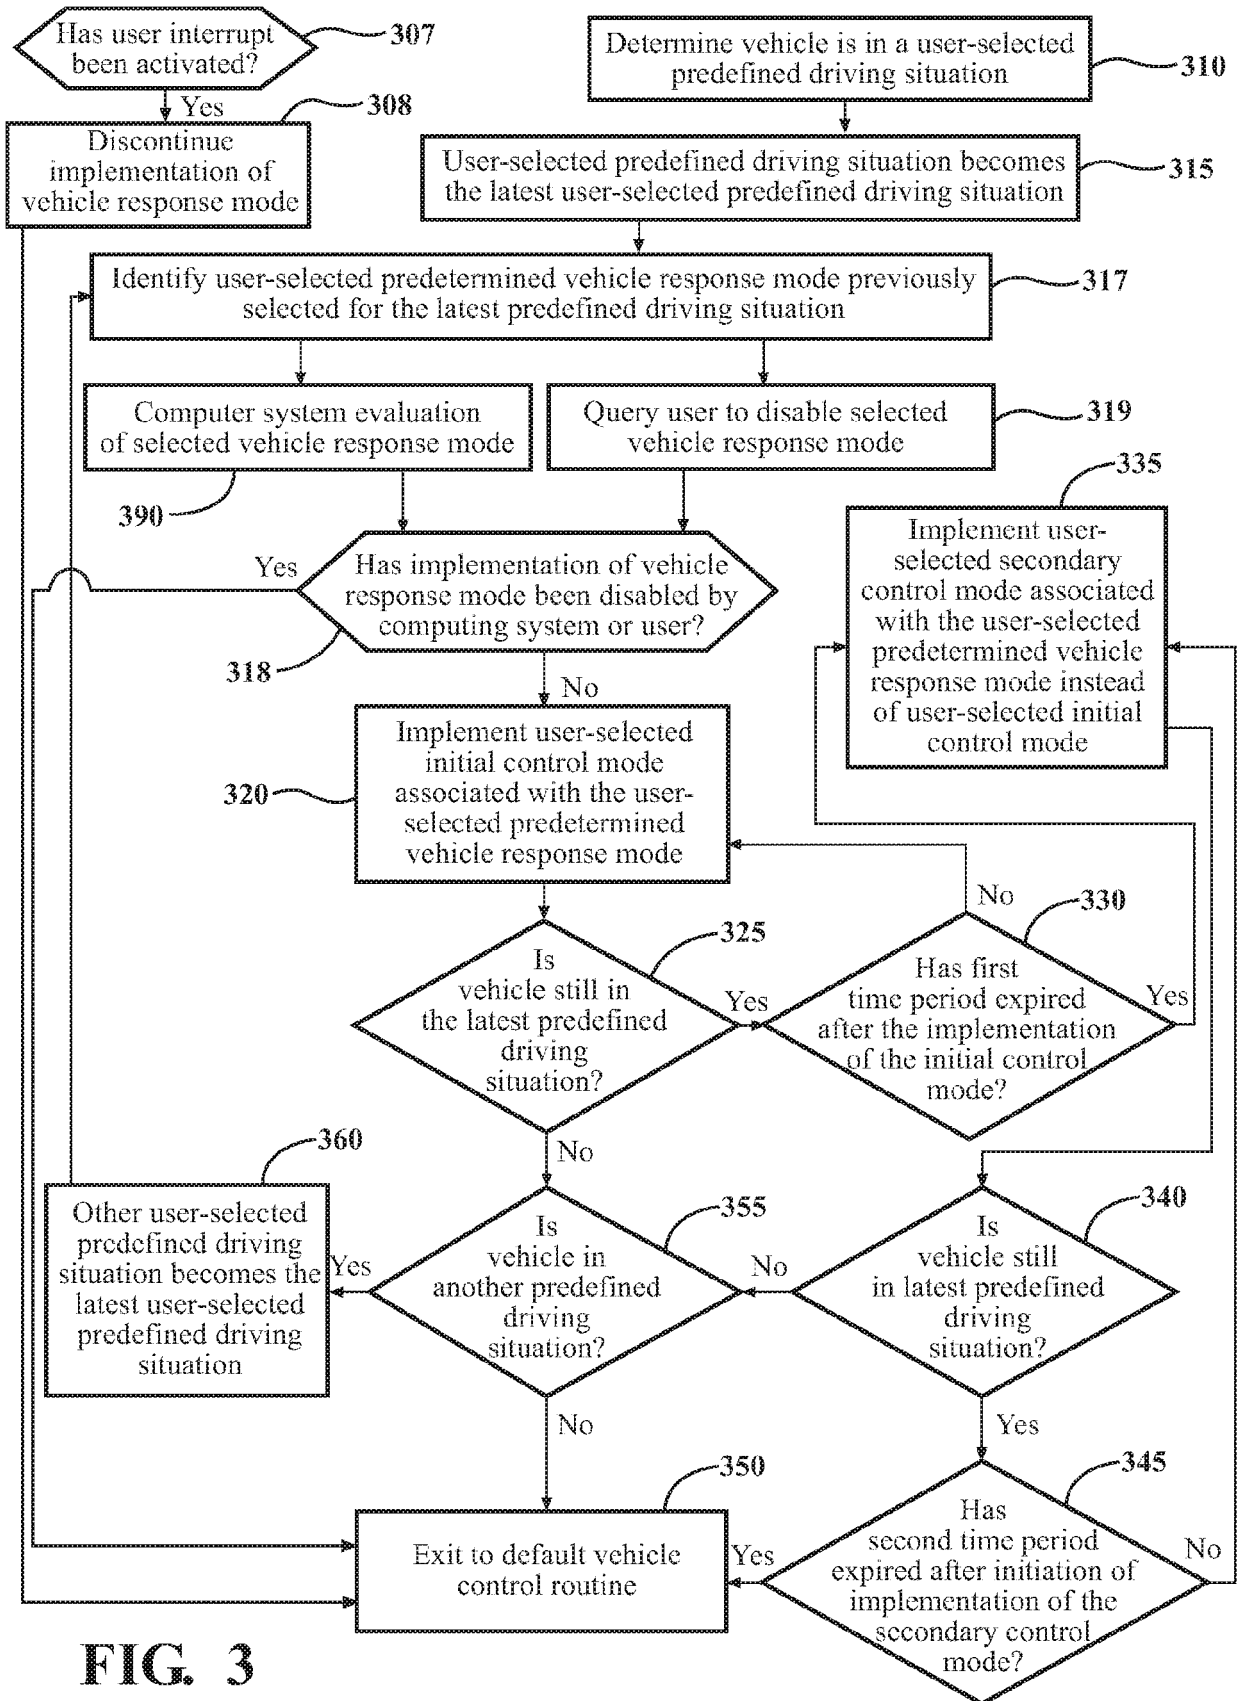 Has user interrupt
been activated?
307
Yes
308
Discontinue
implementation of
vehicle response mode
Determine vehicle is in a user-selected
predefined driving situation
310
User-selected predefined driving situation becomes
the latest user-selected predefined driving situation
315
Identify user-selected predetermined vehicle response mode previously
selected for the latest predefined driving situation
317
Computer system evaluation
of selected vehicle response mode
390
Query user to disable selected
vehicle response mode
319
Yes
Has implementation of vehicle
response mode been disabled by
computing system or user?
318
No
335
Implement user-
selected secondary
control mode associated
with the user-selected
predetermined vehicle
response mode instead
of user-selected initial
control mode
Implement user-selected
initial control mode
associated with the user-
selected predetermined
vehicle response mode
320
Is
vehicle still in
the latest predefined
driving
situation?
325
Yes
No
330
Has first
time period expired
after the implementation
of the initial control
mode?
Yes
No
360
Other user-selected
predefined driving
situation becomes the
latest user-selected
predefined driving
situation
Yes
Is
vehicle in
another predefined
driving
situation?
355
No
Is
vehicle still
in latest predefined
driving
situation?
340
No
Yes
350
Exit to default vehicle
control routine
Yes
Has
second time period
expired after initiation of
implementation of the
secondary control
mode?
345
No
FIG. 3